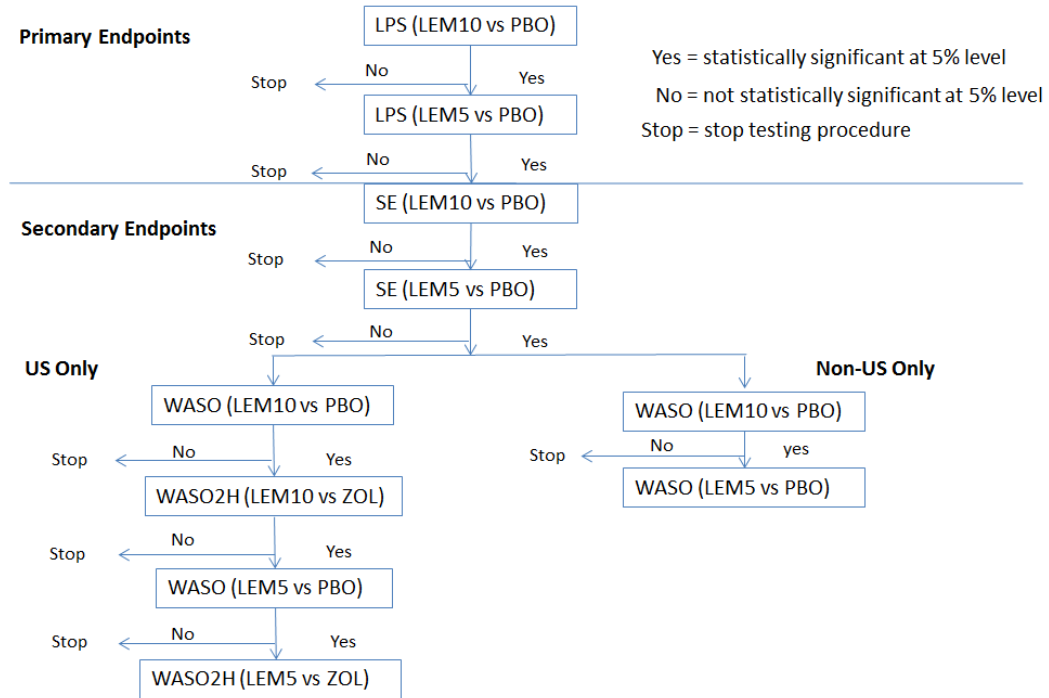 LPS (LEM10 vs PBO)
Primary Endpoints
Yes = statistically significant at 5% level
No
Yes
Stop
No = not statistically significant at 5% level
LPS (LEM5 vs PBO)
Stop = stop testing procedure
No
Yes
Stop
SE (LEM10 vs PBO)
Secondary Endpoints
No
Yes
Stop
SE (LEM5 vs PBO)
No
Yes
Stop
US Only
Non-US Only
WASO (LEM10 vs PBO)
No
Yes
Stop
WASO2H (LEM10 vs ZOL)
No
Yes
Stop
WASO (LEM5 vs PBO)
No
Yes
Stop
WASO2H (LEM5 vs ZOL)
WASO (LEM10 vs PBO)
No
yes
Stop
WASO (LEM5 vs PBO)